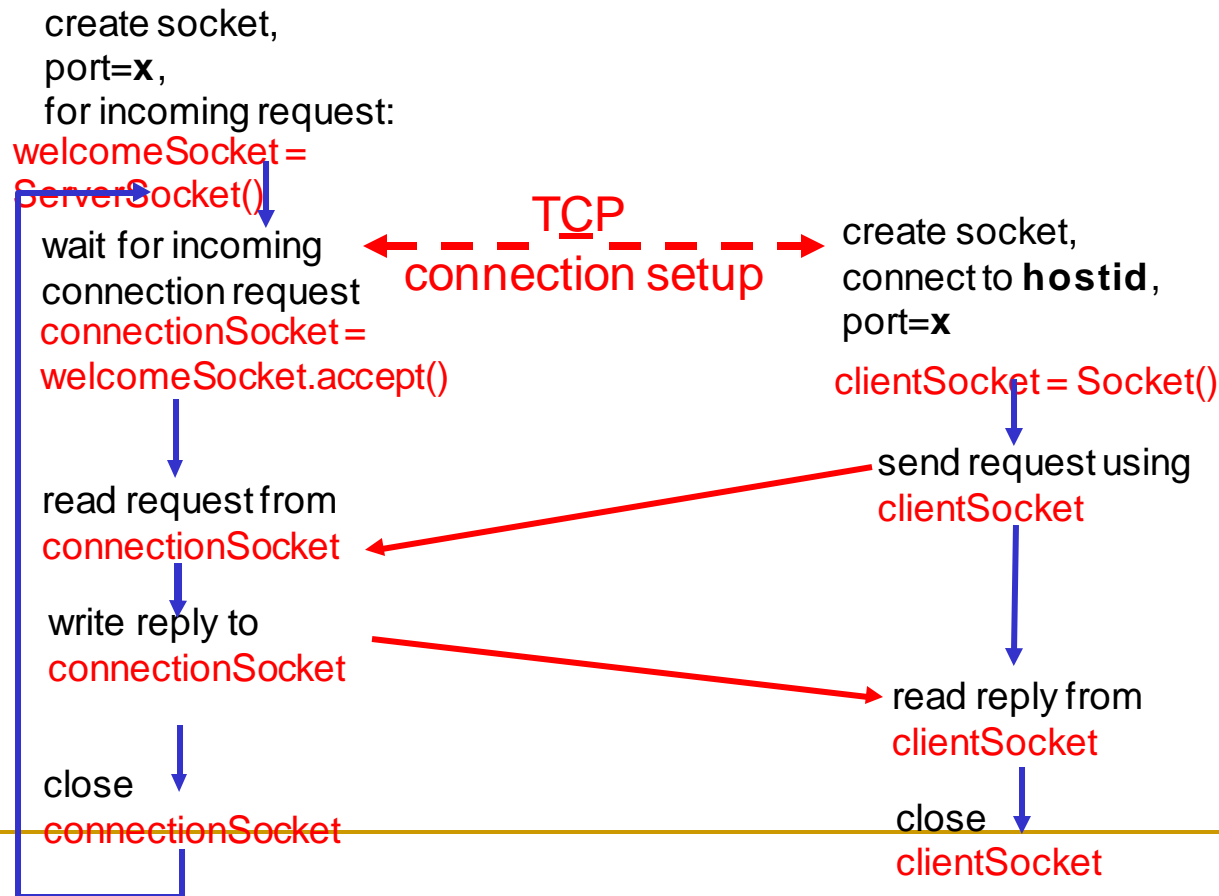 create socket,
port=x,
for incoming request:
welcomeSocket =
ServerSocket()
wait for incoming
connection request
connectionSocket =
welcomeSocket.accept()
TCP
connection setup
create socket,
connect to hostid,
port=x
clientSocket = Socket()
send request using
clientSocket
read request from
connectionSocket
write reply to
connectionSocket
read reply from
clientSocket
close
connectionSocket
close
clientSocket